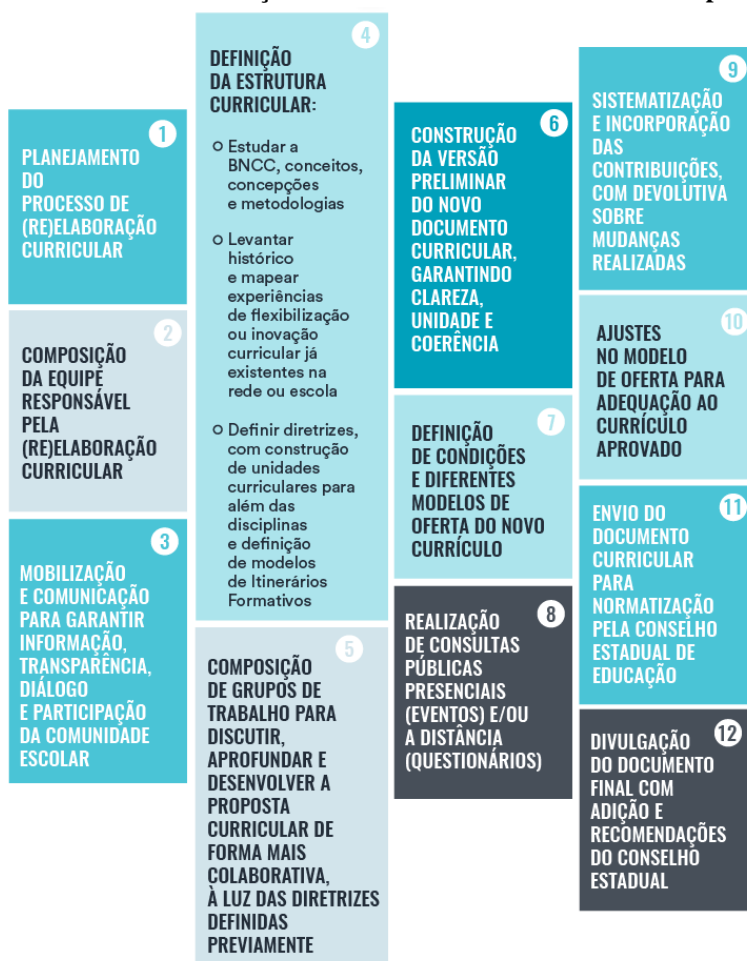 1
PLANEJAMENTO
DO
PROCESSO DE
(RE)ELABORAÇÃO
CURRICULAR
2
COMPOSIÇÃO
DA EQUIPE
RESPONSÁVEL
PELA
(RE)ELABORAÇÃO
CURRICULAR
3
MOBILIZAÇÃO
E COMUNICAÇÃO
PARA GARANTIR
INFORMAÇÃO,
TRANSPARÊNCIA,
DIÁLOGO
E PARTICIPAÇÃO
DA COMUNIDADE
ESCOLAR
4
DEFINIÇÃO
DA ESTRUTURA
CURRICULAR:
Estudar a
BNCC, conceitos,
concepções
e metodologias
Levantar
histórico
e mapear
experiências
de flexibilização
ou inovação
curricular já
existentes na
rede ou escola
Definir diretrizes,
com construção
de unidades
curriculares para
além das
disciplinas
e definição
de modelos
de Itinerários
Formativos
5
COMPOSIÇÃO
DE GRUPOS DE
TRABALHO PARA
DISCUTIR,
APROFUNDAR E
DESENVOLVER A
PROPOSTA
CURRICULAR DE
FORMA MAIS
COLABORATIVA,
À LUZ DAS DIRETRIZES
DEFINIDAS
PREVIAMENTE
6
CONSTRUÇÃO
DA VERSÃO
PRELIMINAR
DO NOVO
DOCUMENTO
CURRICULAR,
GARANTINDO
CLAREZA,
UNIDADE E
COERÊNCIA
7
DEFINIÇÃO
DE CONDIÇÕES
E DIFERENTES
MODELOS DE
OFERTA DO NOVO
CURRÍCULO
8
REALIZAÇÃO
DE CONSULTAS
PÚBLICAS
PRESENCIAIS
(EVENTOS) E/OU
A DISTÂNCIA
(QUESTIONÁRIOS)
9
SISTEMATIZAÇÃO
E INCORPORAÇÃO
DAS
CONTRIBUIÇÕES,
COM DEVOLUTIVA
SOBRE
MUDANÇAS
REALIZADAS
10
AJUSTES
NO MODELO
DE OFERTA PARA
ADEQUAÇÃO AO
CURRÍCULO
APROVADO
11
ENVIO DO
DOCUMENTO
CURRICULAR
PARA
NORMATIZAÇÃO
PELA CONSELHO
ESTADUAL DE
EDUCAÇÃO
12
DIVULGAÇÃO
DO DOCUMENTO
FINAL COM
ADIÇÃO E
RECOMENDAÇÕES
DO CONSELHO
ESTADUAL